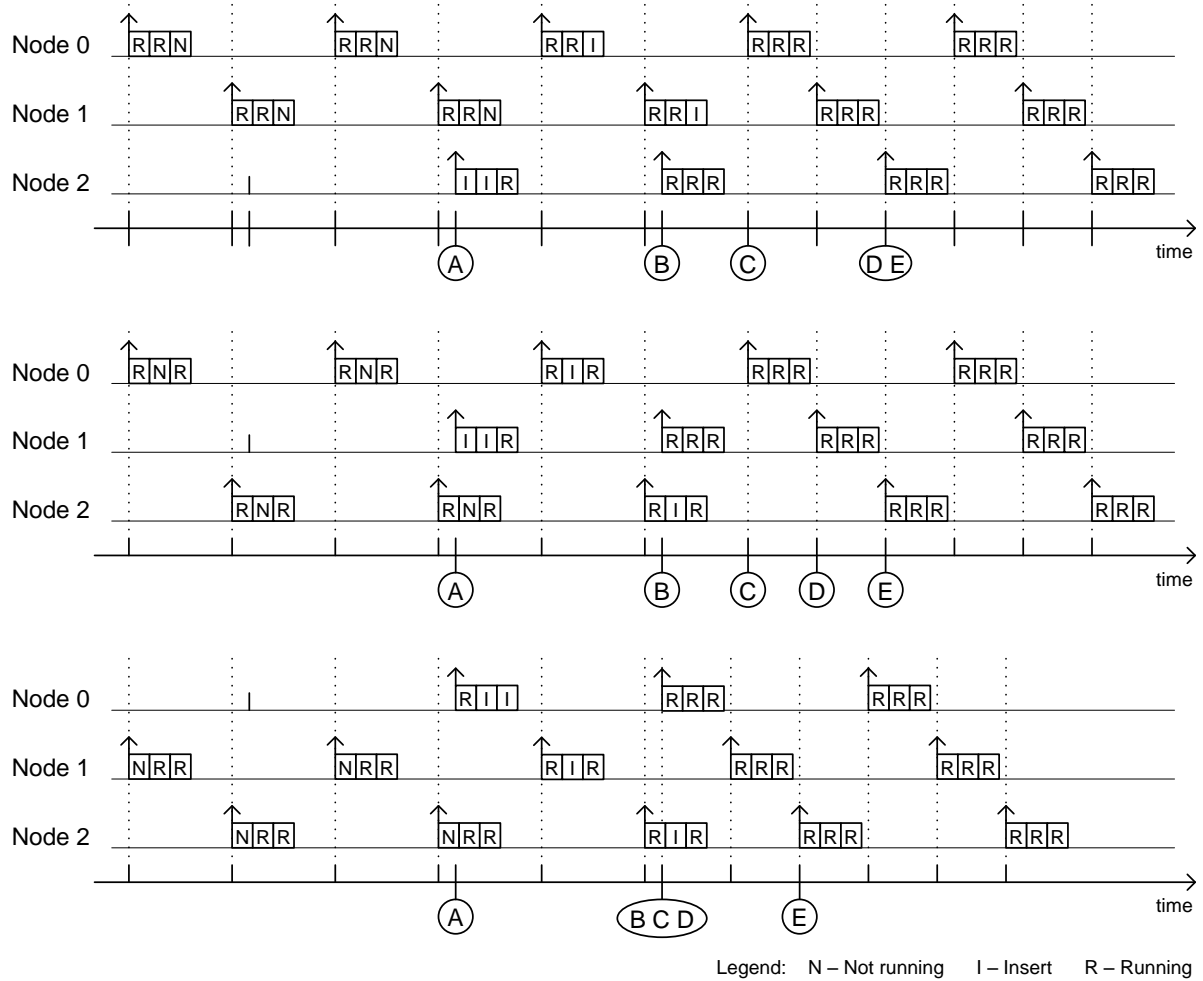 Node 0 R R N R R N R R I R R R R R R
Node 1 R R N R R N R R I R R R R R R
Node 2 I I R R R R R R R R R R
time
A B C D E
Node 0 R N R R N R R I R R R R R R R
Node 1 I I R R R R R R R R R R
Node 2 R N R R N R R I R R R R R R R
time
A B C D E
Node 0 R I I R R R R R R
Node 1 N R R N R R R I R R R R R R R
Node 2 N R R N R R R I R R R R R R R
time
A B C D E
Legend: N – Not running I – Insert R – Running